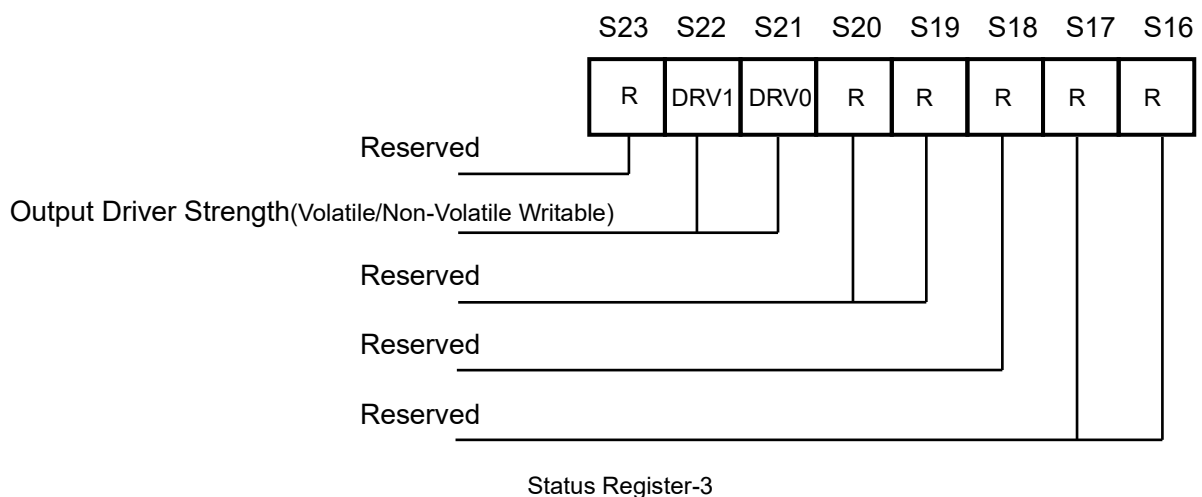 S23 S22 S21 S20 S19 S18 S17 S16
R DRV1 DRV0 R R R R R
Reserved
Output Driver Strength(Volatile/Non-Volatile Writable)
Reserved
Reserved
Reserved
Status Register-3